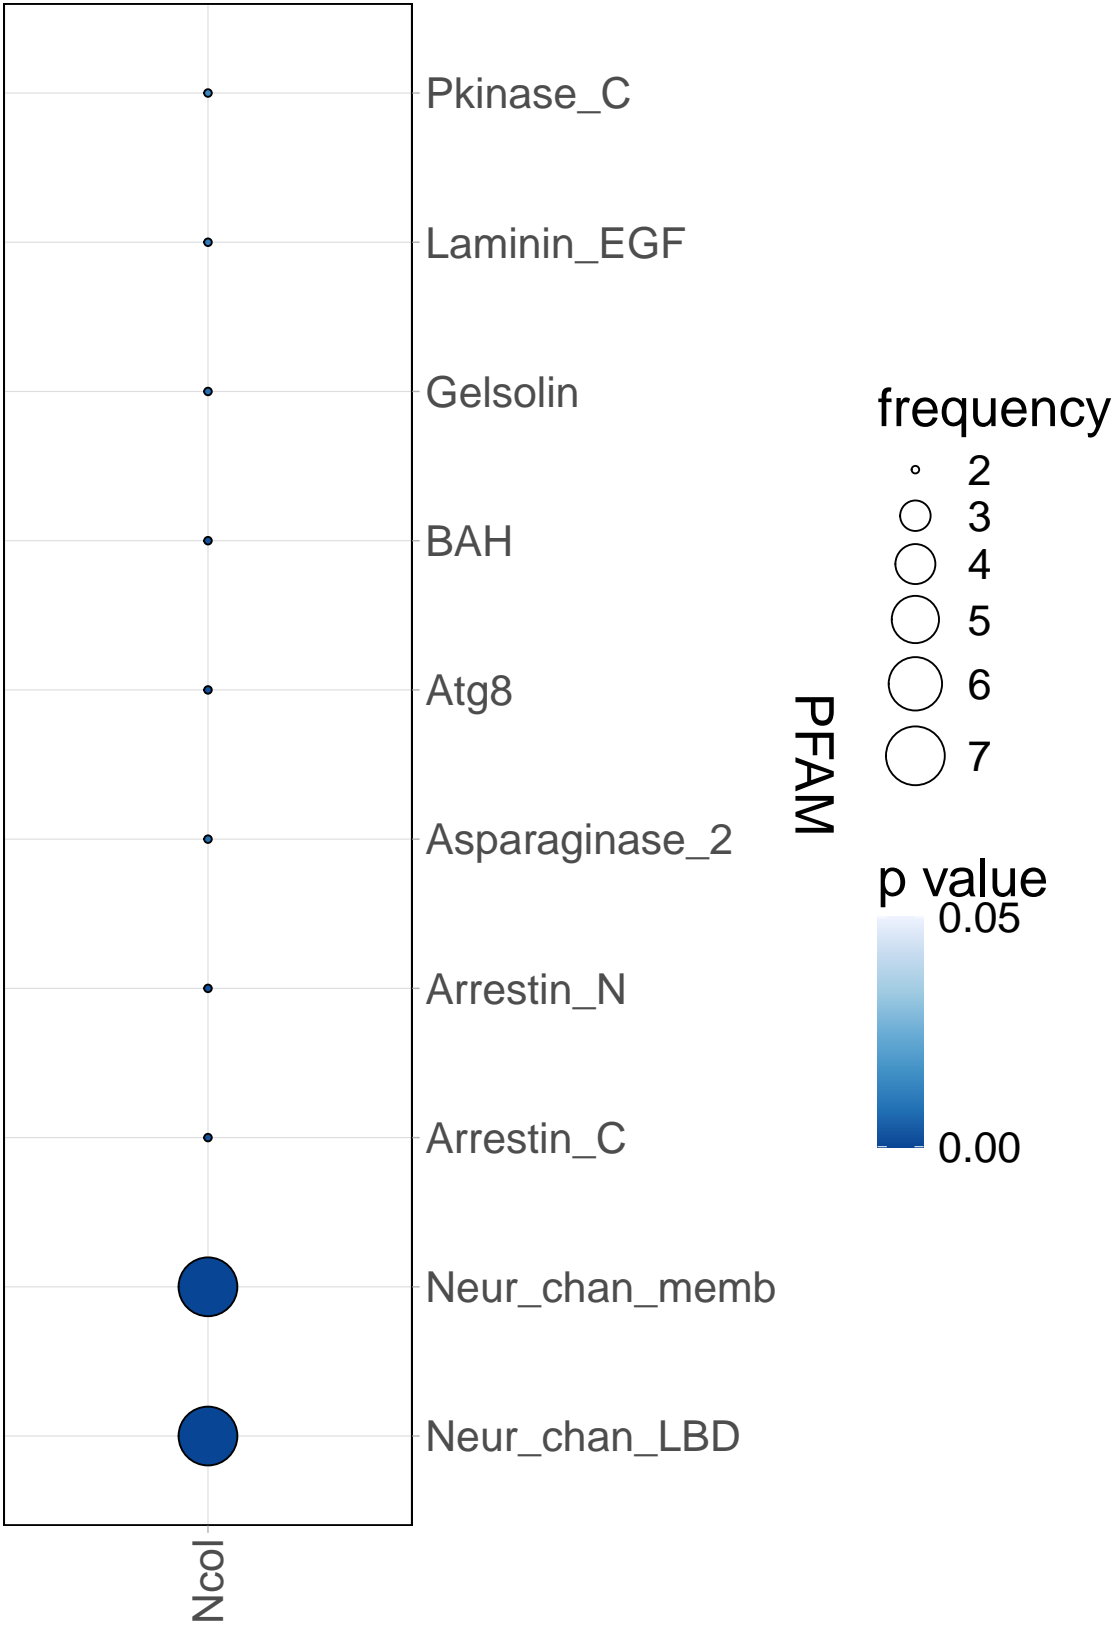 Pkinase_C
Laminin_EGF
Gelsolin
BAH
Atg8
Asparaginase_2
Arrestin_N
Arrestin_C
Neur_chan_memb
Neur_chan_LBD
Ncol
PFAM
frequency
2
3
4
5
6
7
p value
0.05
0.00